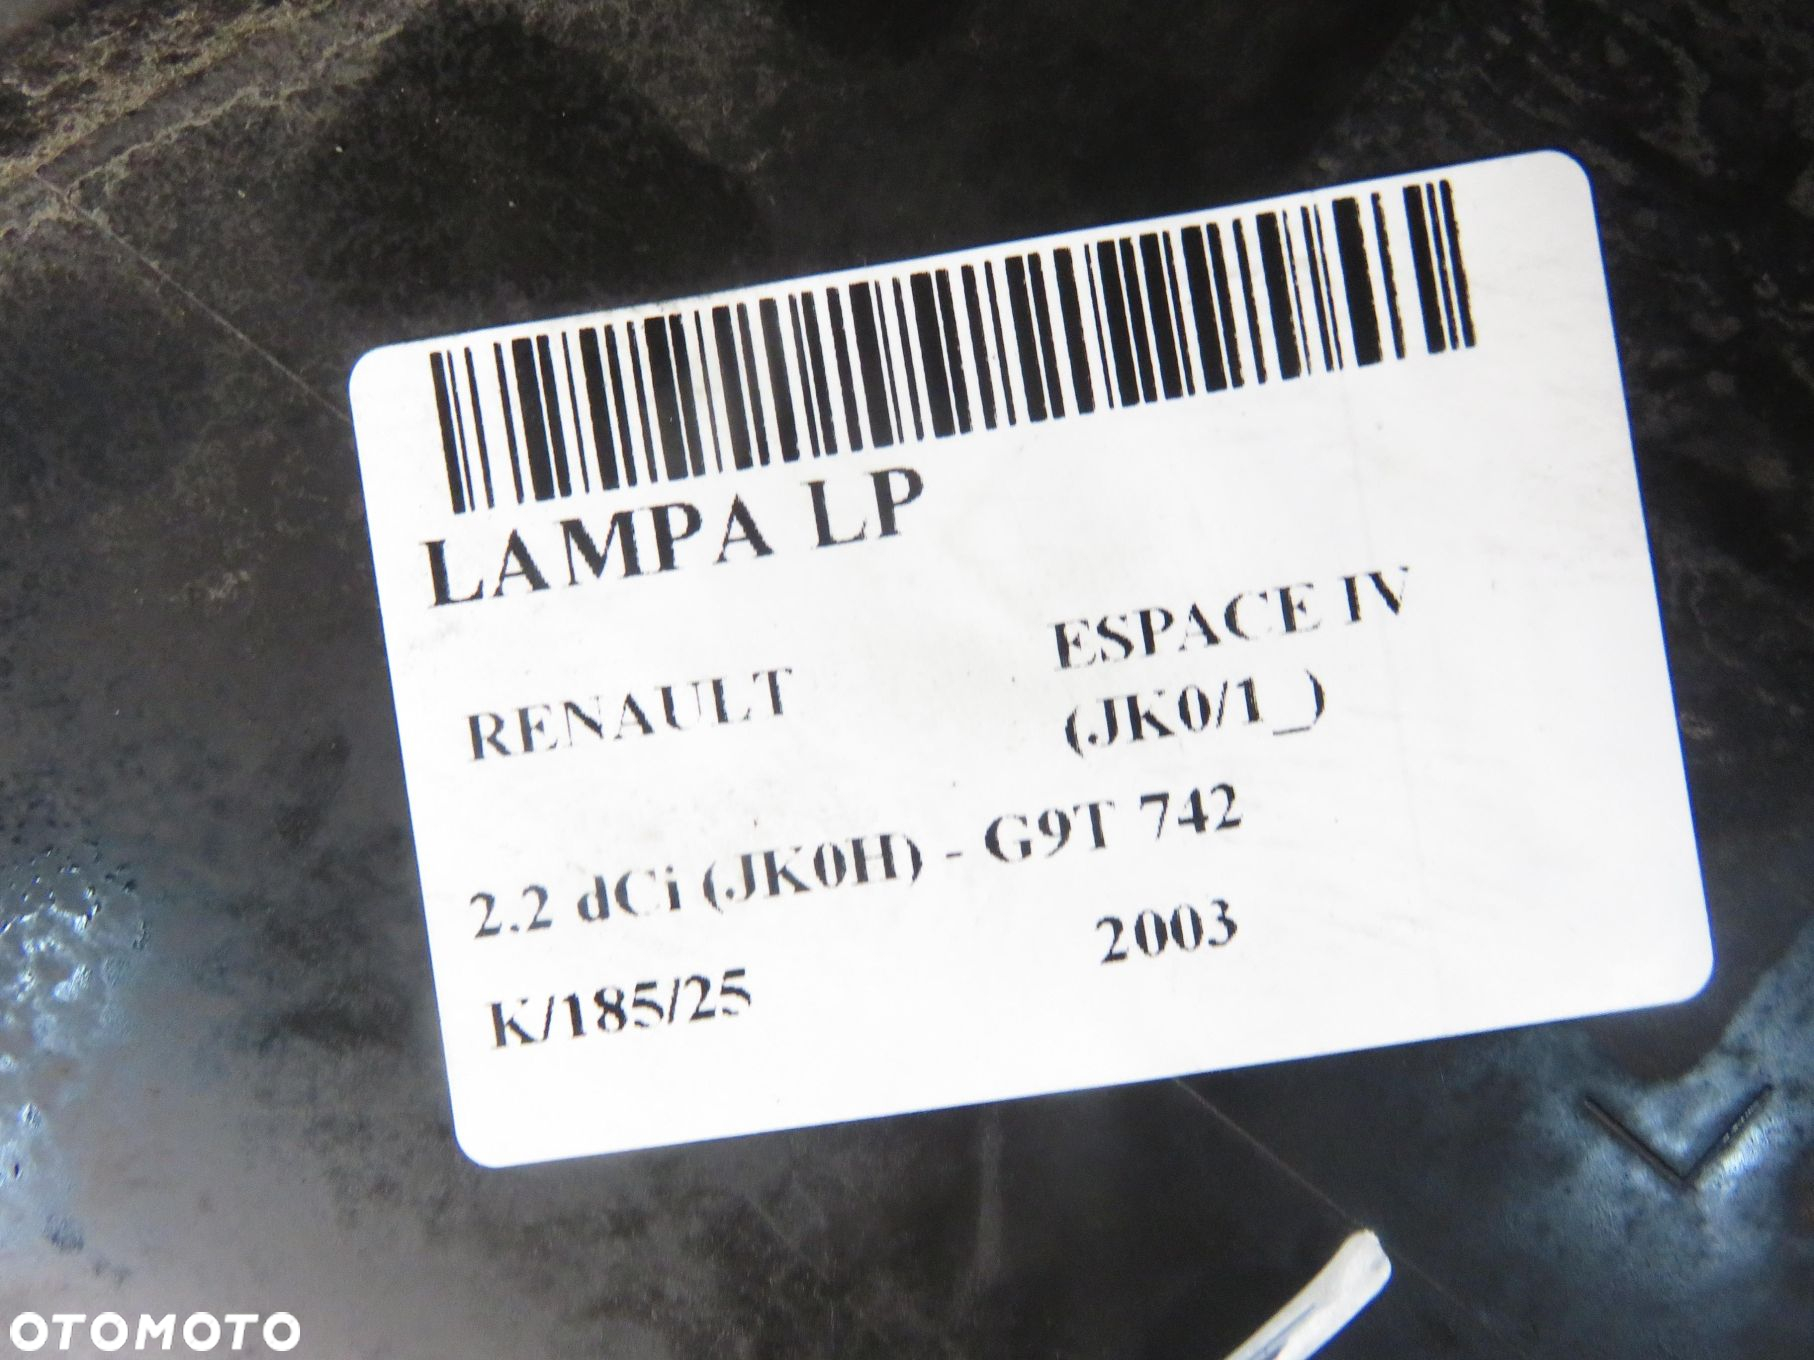 LAMPA LP
RENAULT
ESPACE IV
(JK0/1_)
2.2 dCi (JK0H) - G9T 742
K/185/25
2003
OTOMOTO